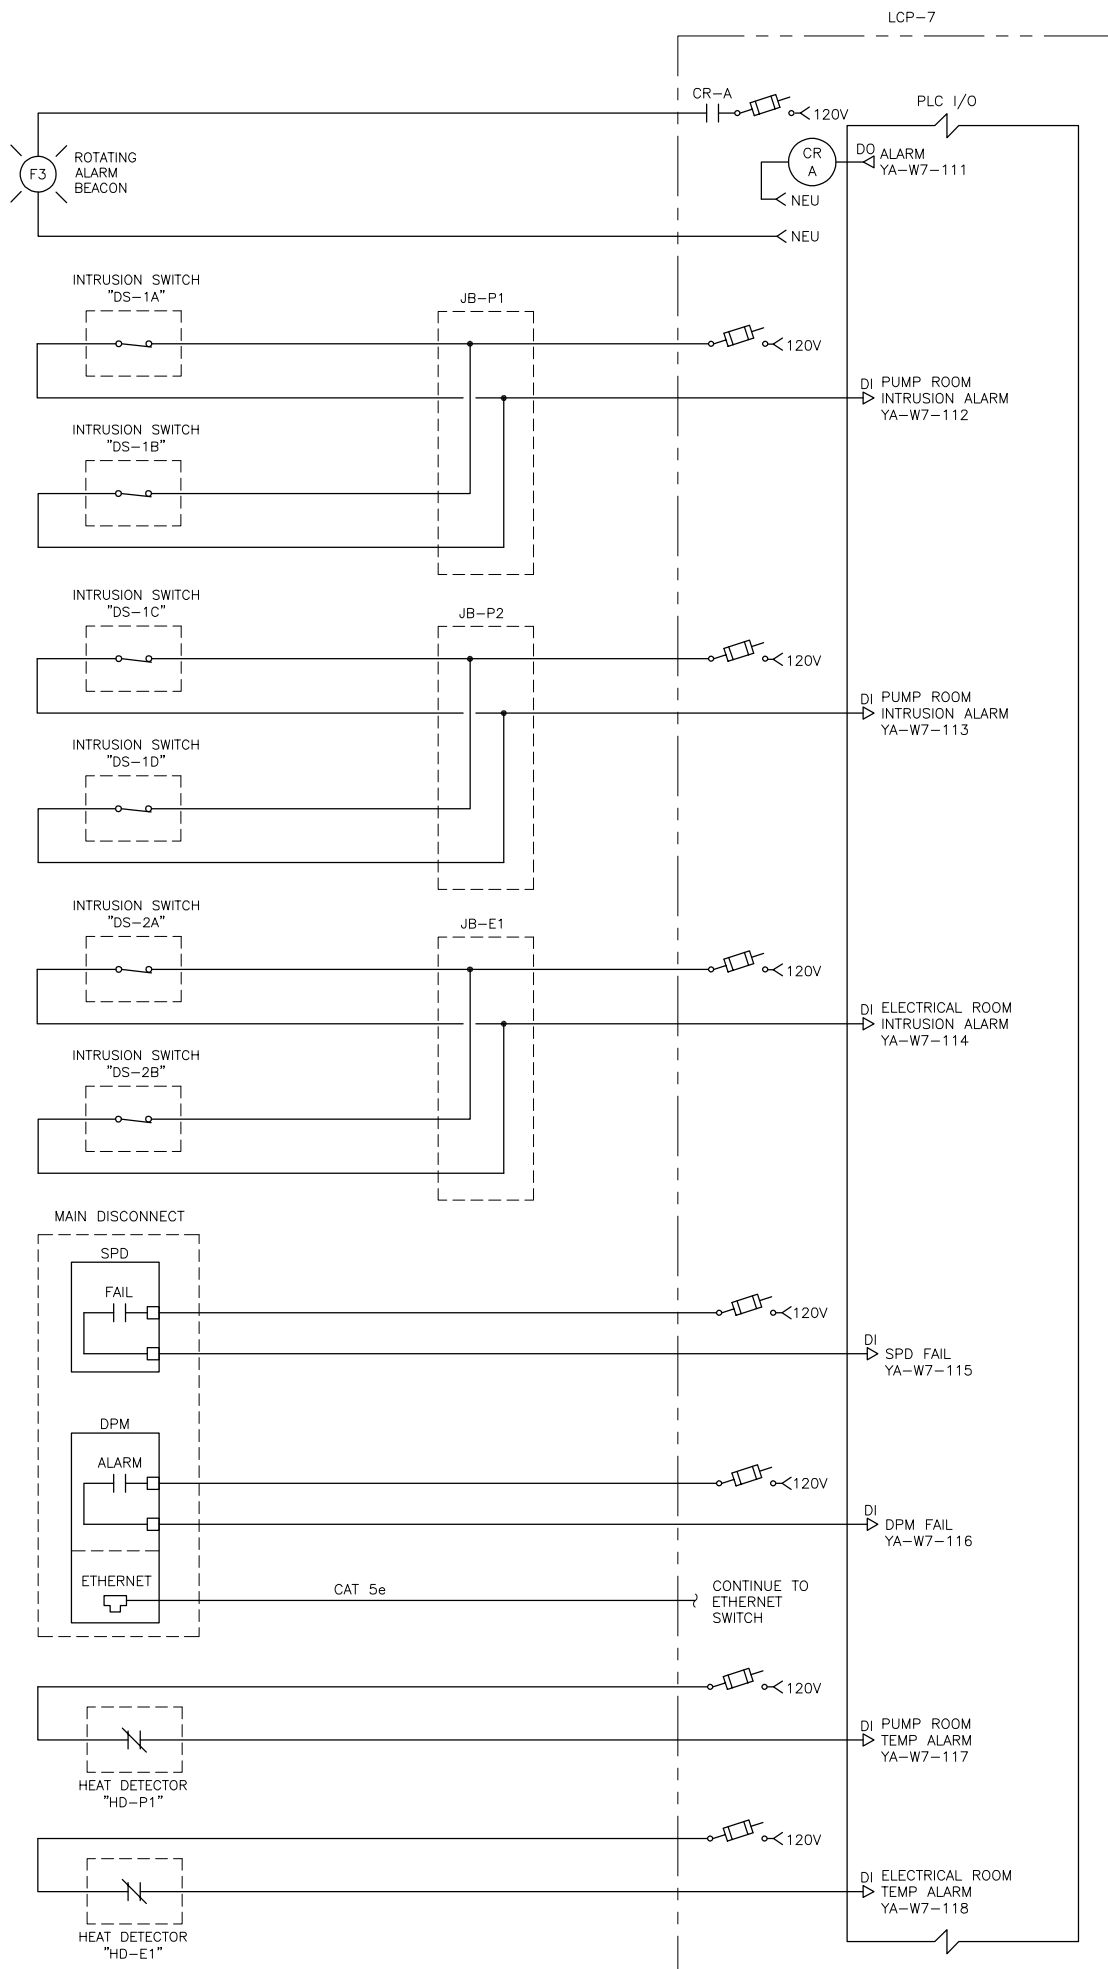 LCP-7
CR-A
120V
PLC I/O
F3
ROTATING
ALARM
BEACON
CR
A
DO
ALARM
YA-W7-111
NEU
NEU
INTRUSION SWITCH
"DS-1A"
JB-P1
120V
DI
PUMP ROOM
INTRUSION ALARM
YA-W7-112
INTRUSION SWITCH
"DS-1B"
INTRUSION SWITCH
"DS-1C"
JB-P2
120V
DI
PUMP ROOM
INTRUSION ALARM
YA-W7-113
INTRUSION SWITCH
"DS-1D"
INTRUSION SWITCH
"DS-2A"
JB-E1
120V
DI
ELECTRICAL ROOM
INTRUSION ALARM
YA-W7-114
INTRUSION SWITCH
"DS-2B"
MAIN DISCONNECT
SPD
FAIL
120V
DI
SPD FAIL
YA-W7-115
DPM
ALARM
120V
DI
DPM FAIL
YA-W7-116
ETHERNET
CAT 5e
CONTINUE TO
ETHERNET
SWITCH
120V
DI
PUMP ROOM
TEMP ALARM
YA-W7-117
HEAT DETECTOR
"HD-P1"
120V
DI
ELECTRICAL ROOM
TEMP ALARM
YA-W7-118
HEAT DETECTOR
"HD-E1"